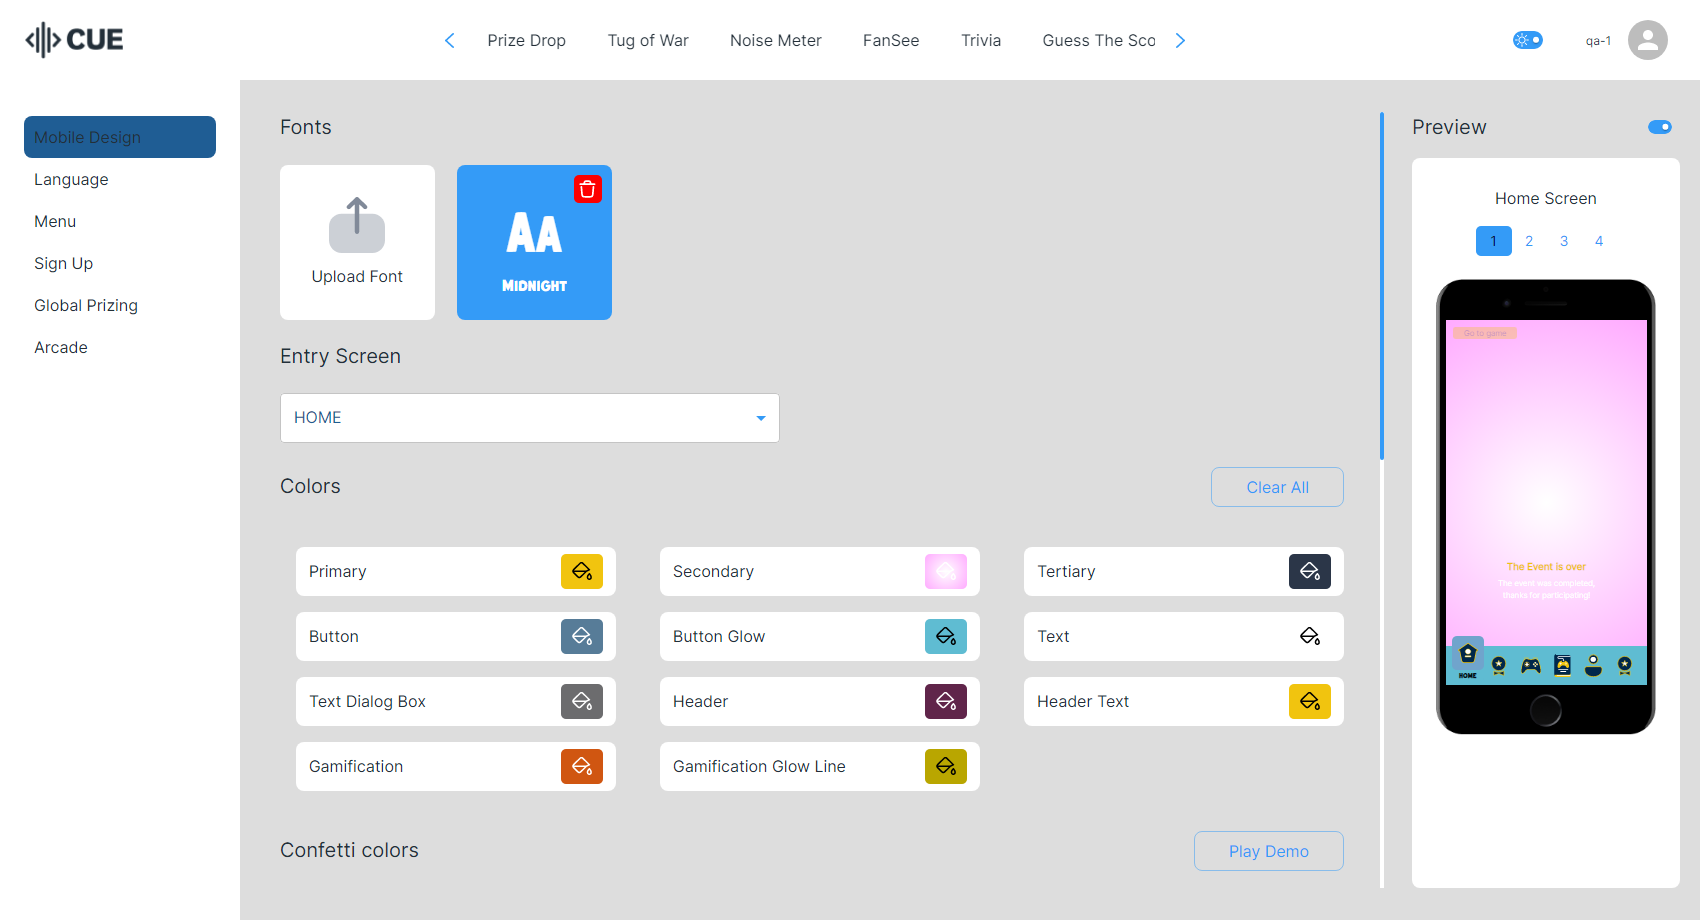 CUE
Prize Drop
Tug of War
Noise Meter
FanSee
Trivia
Guess The Sco
qa-1
Mobile Design
Language
Menu
Sign Up
Global Prizing
Arcade
Fonts
Upload Font
AA
MIDNIGHT
Entry Screen
HOME
Colors
Clear All
Primary
Secondary
Tertiary
Button
Button Glow
Text
Text Dialog Box
Header
Header Text
Gamification
Gamification Glow Line
Confetti colors
Play Demo
Preview
Home Screen
1 2 3 4
Go to game
The Event is over
The event was completed,
thanks for participating!
HOME